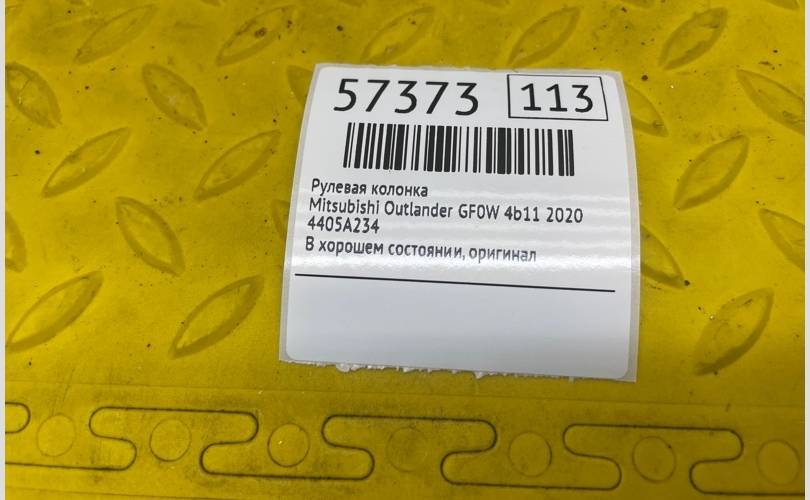 57373 113
Рулевая колонка
Mitsubishi Outlander GF0W 4b11 2020
4405A234
В хорошем состоянии, оригинал